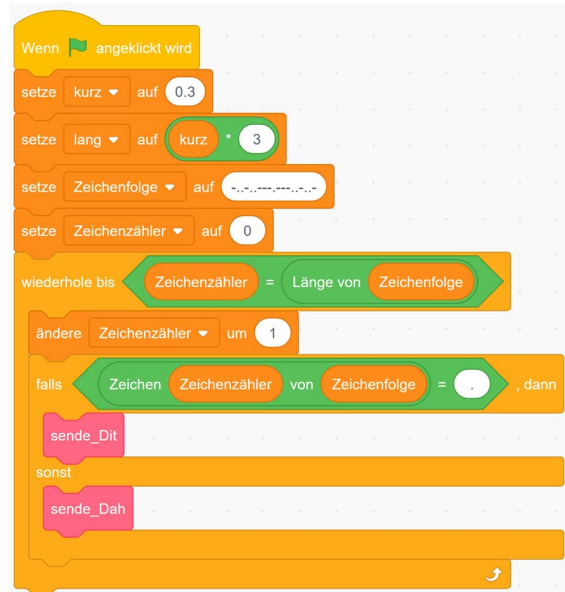 Wenn angeklickt wird
setze kurz auf 0.3
setze lang auf kurz * 3
setze Zeichenfolge auf -..-..---.---..-..-
setze Zeichenzähler auf 0
wiederhole bis Zeichenzähler = Länge von Zeichenfolge
ändere Zeichenzähler um 1
falls Zeichen Zeichenzähler von Zeichenfolge = . , dann
sende_Dit
sonst
sende_Dah